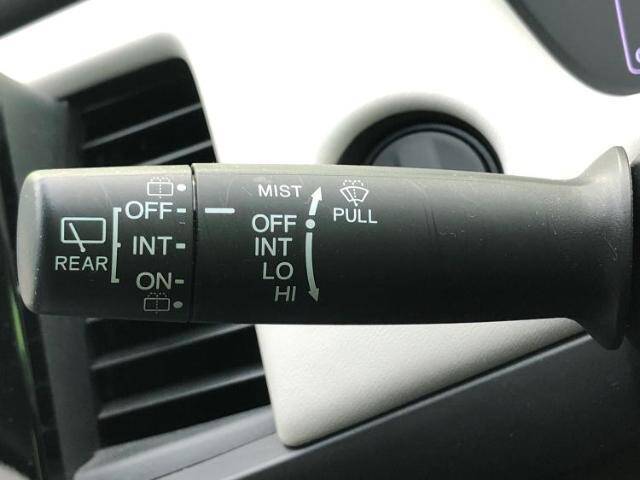 REAR
OFF
INT
ON
MIST
OFF
INT
LO
HI
PULL